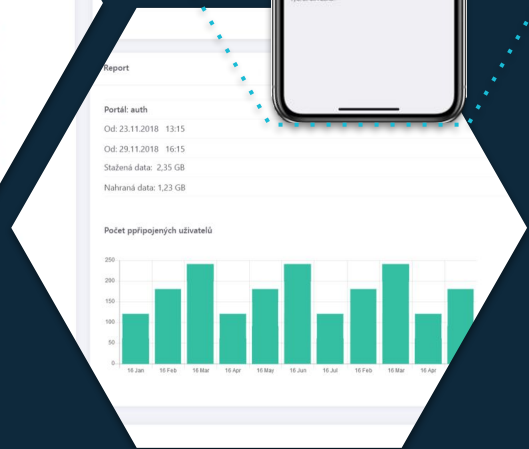 Report
Portál: auth
Od: 23.11.2018 13:15
Od: 29.11.2018 16:15
Stažená data: 2,35 GB
Nahraná data: 1,23 GB
Počet ppřipojených uživatelů
250
200
150
100
50
0
16 Jan 16 Feb 16 Mar 16 Apr 16 May 16 Jun 16 Jul 16 Feb 16 Mar 16 Apr